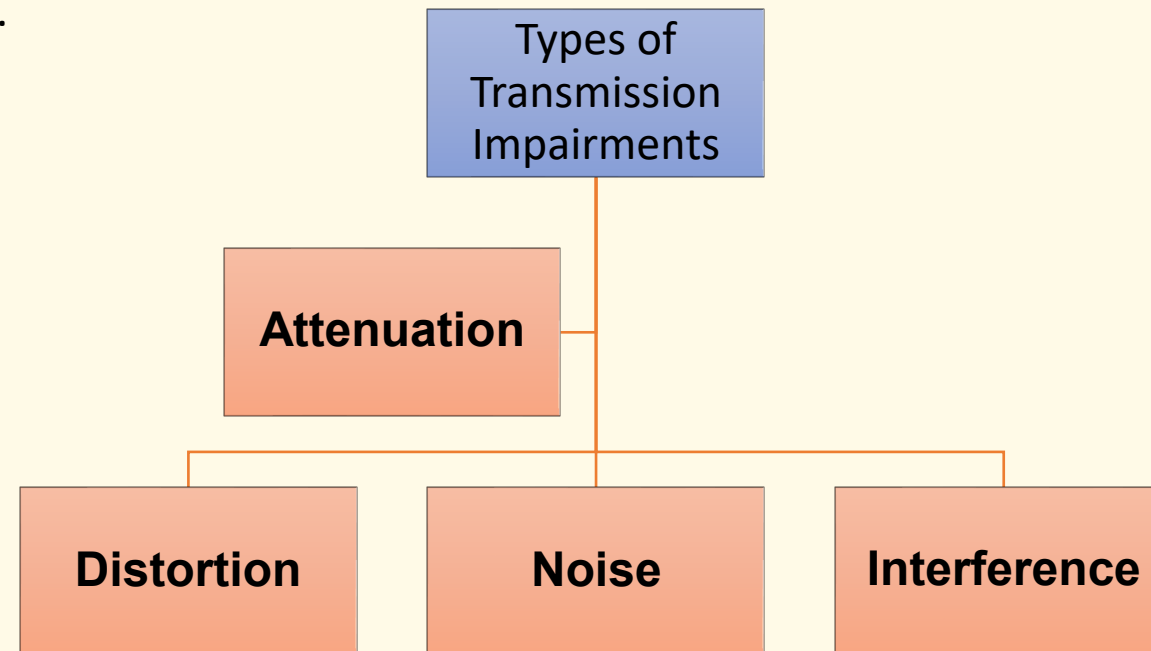 .
Types of
Transmission
Impairments
Attenuation
Distortion
Noise
Interference